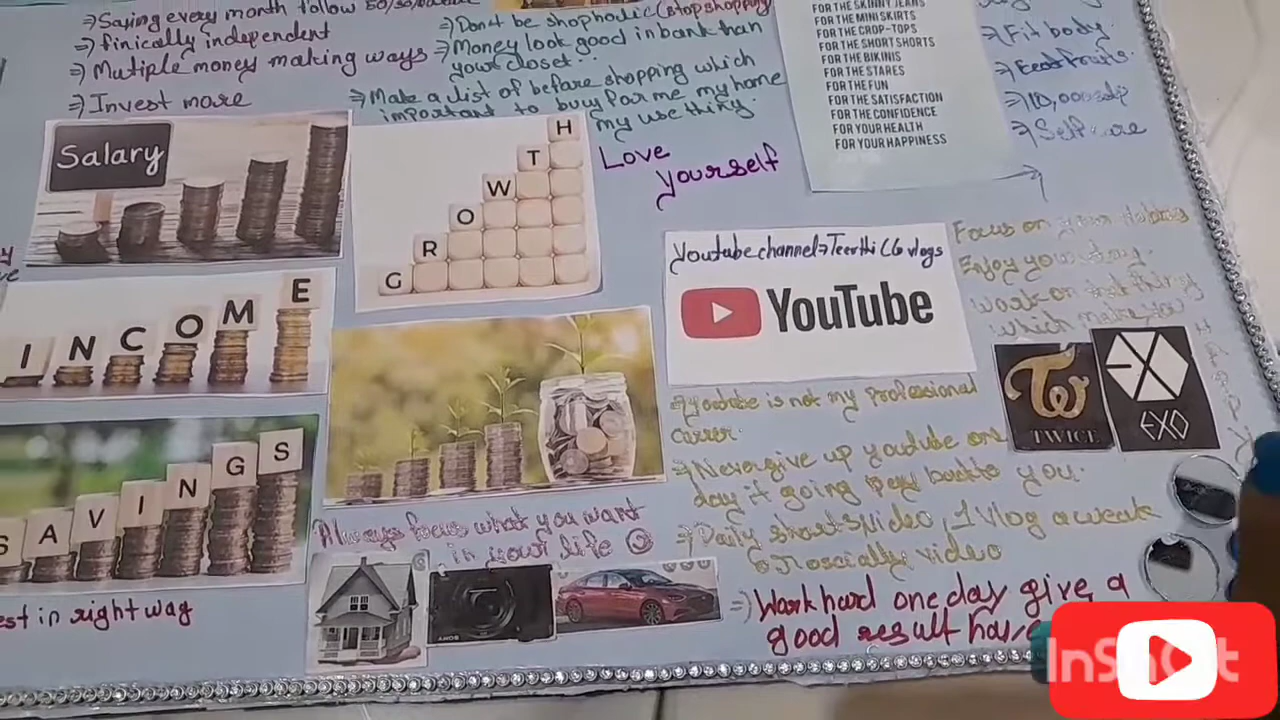 ⇒Saying every month follow 50/30/
⇒finically independent
⇒Mutiple money making ways
⇒Invest more
⇒Don't be shopholic (stop shopping
⇒Money look good in bank than
your closet..
⇒Make a list of before shopping which
important to buy for me my home
my use thing.
FOR THE SKINNY JEANS
FOR THE MINI SKIRTS
FOR THE CROP-TOPS
FOR THE SHORT SHORTS
FOR THE BIKINIS
FOR THE STARES
FOR THE FUN
FOR THE SATISFACTION
FOR THE CONFIDENCE
FOR YOUR HEALTH
FOR YOUR HAPPINESS
⇒Fit body
⇒Eeat fruits
⇒10,000
⇒Self care
Salary
GROWTH
Love
yourself
INCOME
Youtube channel⇒Teerthi CG vlogs
YouTube
Focus on your
Enjoy your day.
work on that thing
which make you
HAPPY
TWICE
EXO
SAVINGS
⇒Youtube is not my professional
carrer.
⇒Never give up youtube one
day it going pay back to you.
⇒Daily shorts/video, 1 Vlog a weak
video
Always focus what you want
in your life
est in right way
⇒Work hard one day give a
good result
InShOt